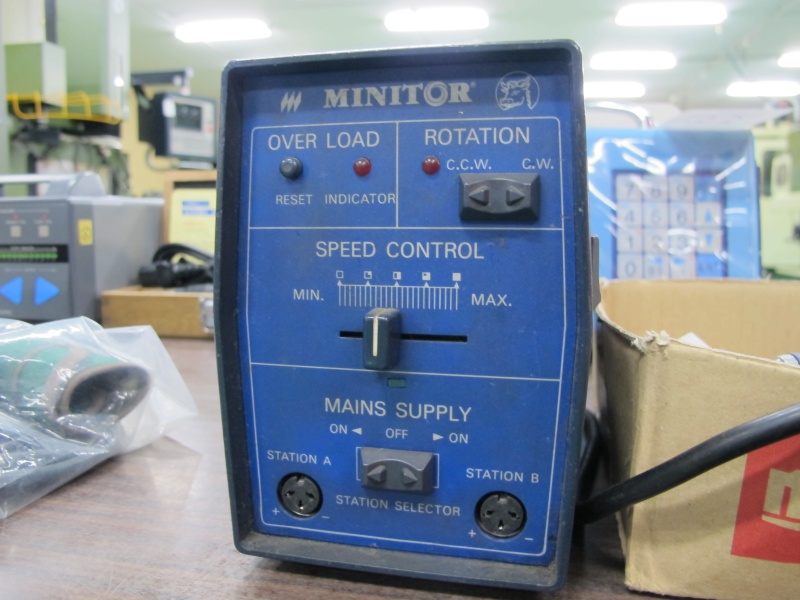 MINITOR
OVER LOAD
RESET INDICATOR
ROTATION
C.C.W. C.W.
SPEED CONTROL
MIN. MAX.
MAINS SUPPLY
ON ◄ OFF ► ON
STATION A
STATION B
STATION SELECTOR
+ −
+ −